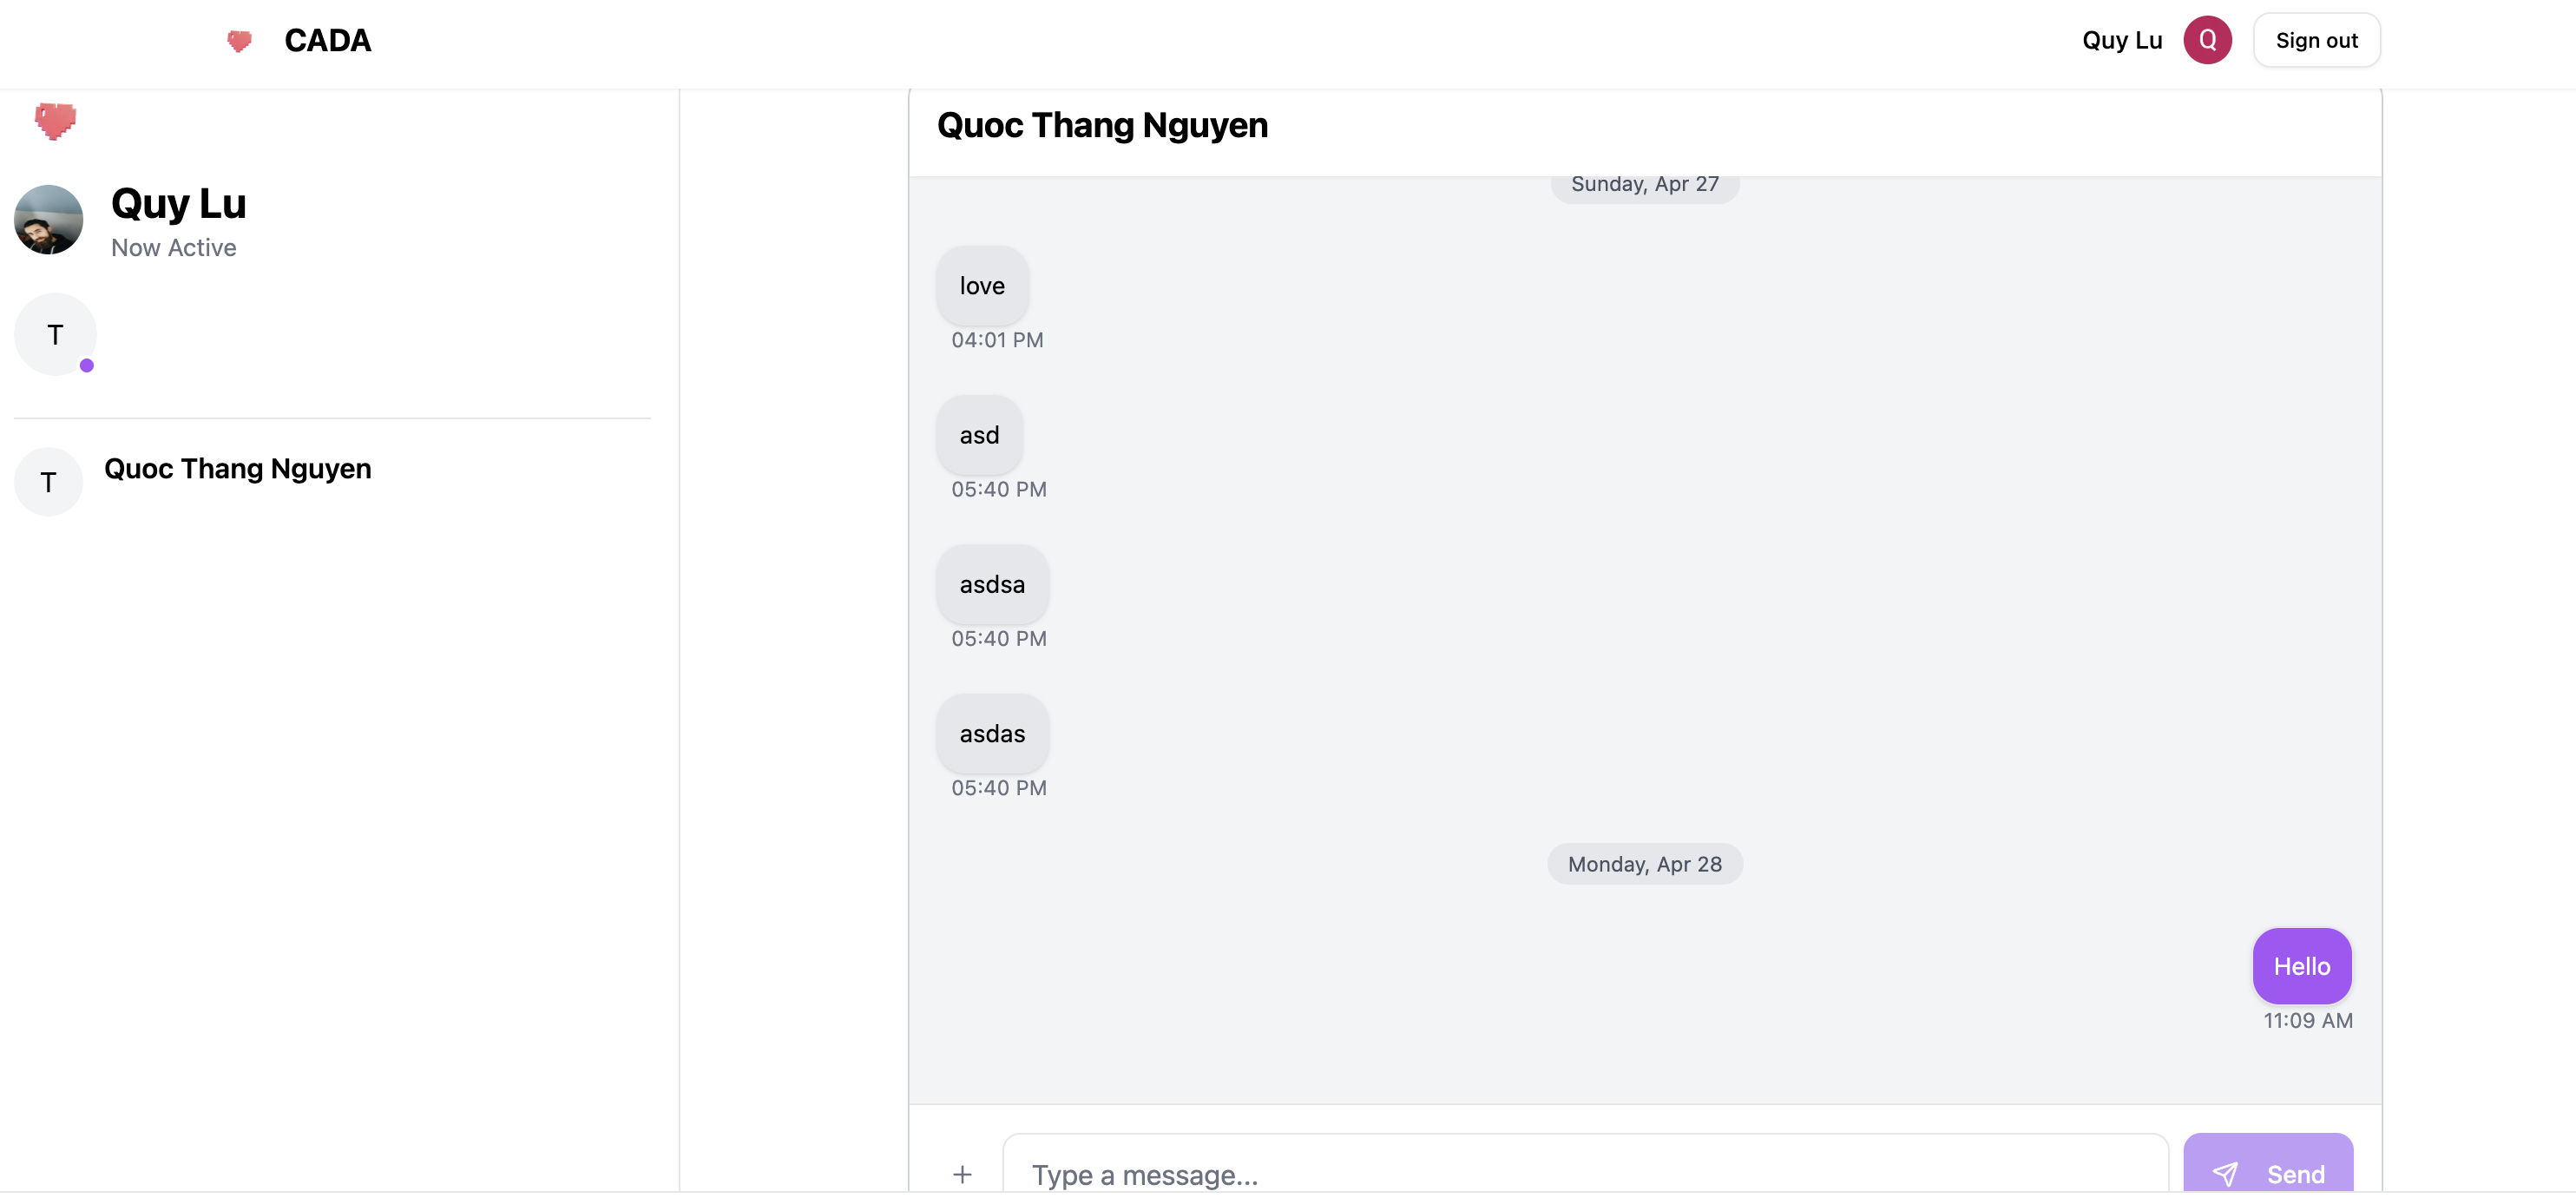 CADA
Quy Lu
Q
Sign out
Quy Lu
Now Active
T
T
Quoc Thang Nguyen
Quoc Thang Nguyen
Sunday, Apr 27
love
04:01 PM
asd
05:40 PM
asdsa
05:40 PM
asdas
05:40 PM
Monday, Apr 28
Hello
11:09 AM
Type a message...
Send